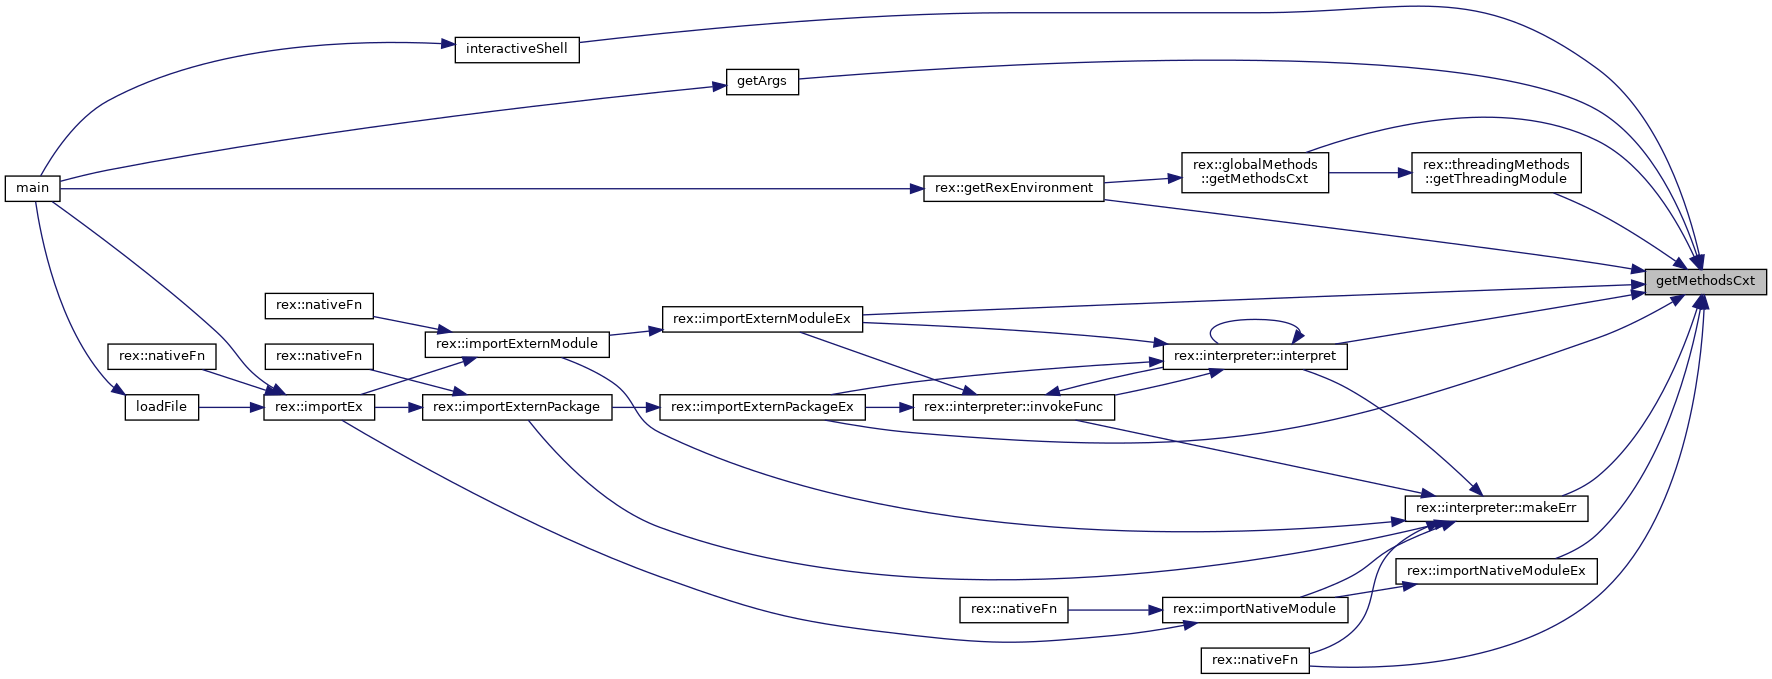 interactiveShell
getArgs
rex::globalMethods
::getMethodsCxt
rex::threadingMethods
::getThreadingModule
main
rex::getRexEnvironment
getMethodsCxt
rex::nativeFn
rex::importExternModuleEx
rex::importExternModule
rex::nativeFn
rex::nativeFn
rex::interpreter::interpret
loadFile
rex::importEx
rex::importExternPackage
rex::importExternPackageEx
rex::interpreter::invokeFunc
rex::interpreter::makeErr
rex::importNativeModuleEx
rex::nativeFn
rex::importNativeModule
rex::nativeFn